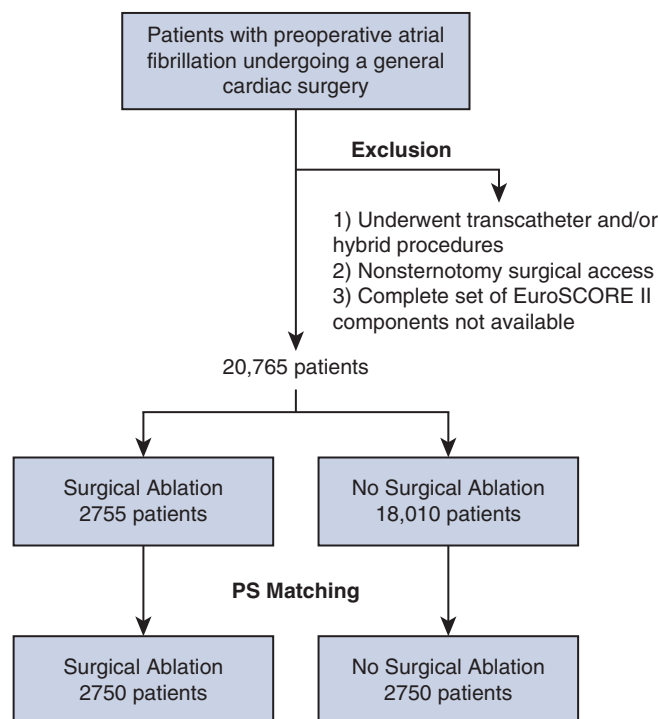 Patients with preoperative atrial
fibrillation undergoing a general
cardiac surgery
Exclusion
1) Underwent transcatheter and/or
hybrid procedures
2) Nonsternotomy surgical access
3) Complete set of EuroSCORE II
components not available
20,765 patients
Surgical Ablation
2755 patients
No Surgical Ablation
18,010 patients
PS Matching
Surgical Ablation
2750 patients
No Surgical Ablation
2750 patients